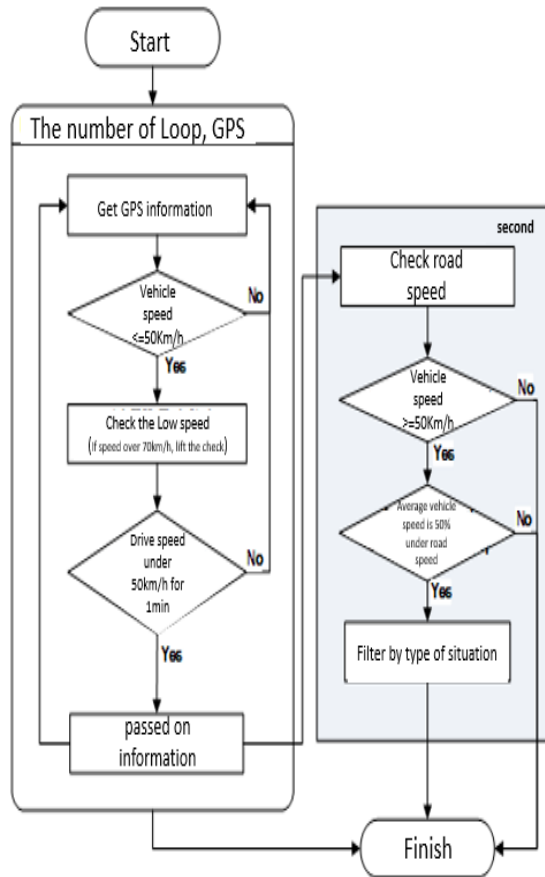 Start
The number of Loop, GPS
Get GPS information
Vehicle
speed
<=50Km/h
No
Yes
Check the Low speed
(If speed over 70km/h, lift the check)
Drive speed
under
50km/h for
1min
No
Yes
passed on
information
second
Check road
speed
Vehicle
speed
>=50Km/h
No
Yes
Average vehicle
speed is 50%
under road
speed
No
Yes
Filter by type of situation
Finish